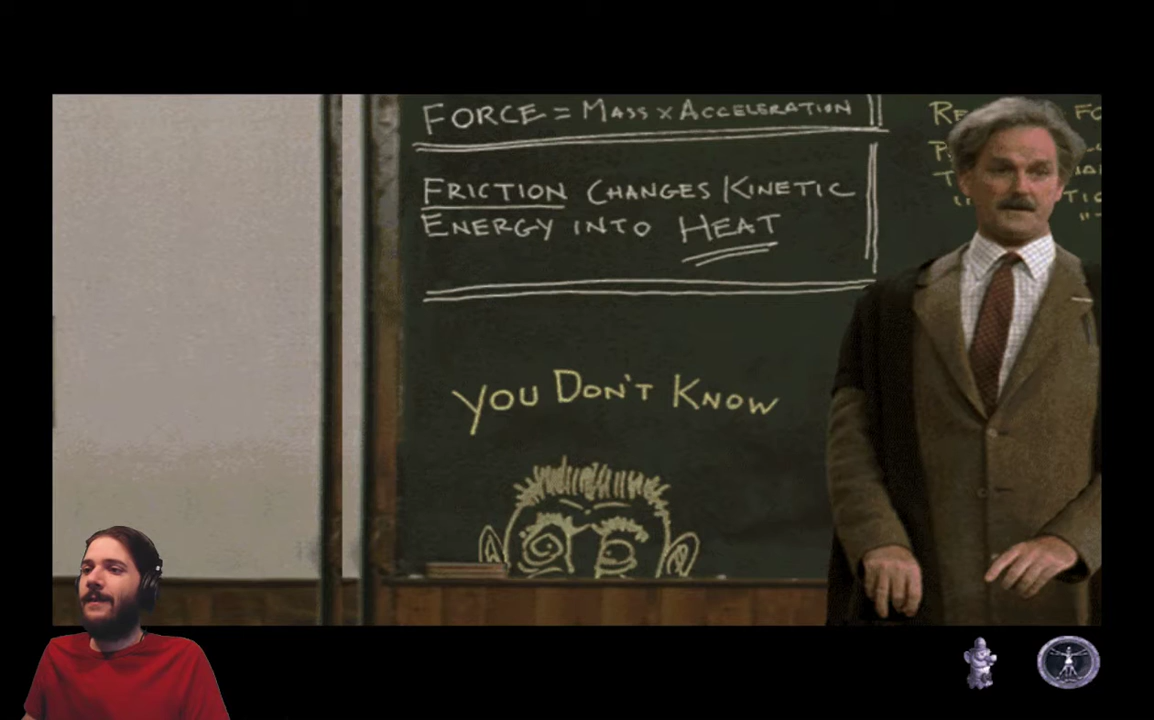 FORCE = MASS x ACCELERATION
FRICTION CHANGES KINETIC
ENERGY INTO HEAT
YOU DON'T KNOW